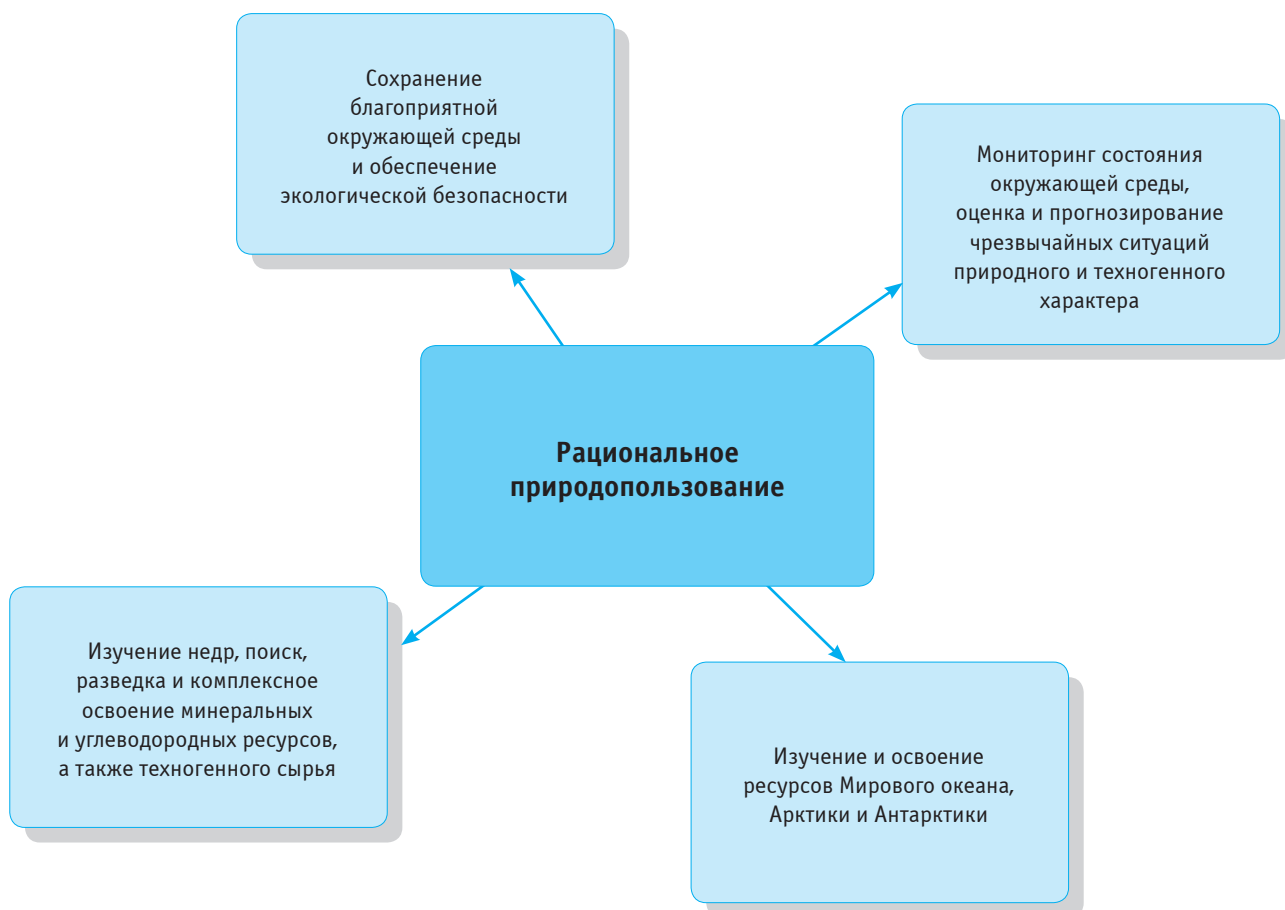 Сохранение
благоприятной
окружающей среды
и обеспечение
экологической безопасности
Мониторинг состояния
окружающей среды,
оценка и прогнозирование
чрезвычайных ситуаций
природного и техногенного
характера
Рациональное
природопользование
Изучение недр, поиск,
разведка и комплексное
освоение минеральных
и углеводородных ресурсов,
а также техногенного сырья
Изучение и освоение
ресурсов Мирового океана,
Арктики и Антарктики